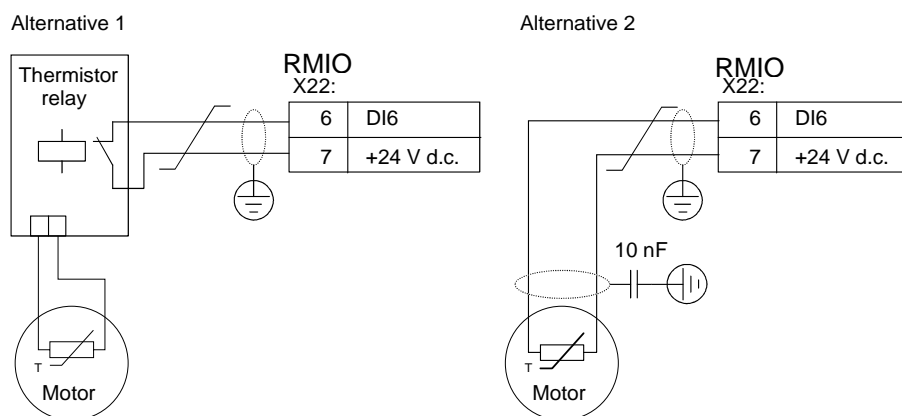 Alternative 1
Thermistor
relay
RMIO
X22:
6 DI6
7 +24 V d.c.
T
Motor
Alternative 2
RMIO
X22:
6 DI6
7 +24 V d.c.
10 nF
T
Motor